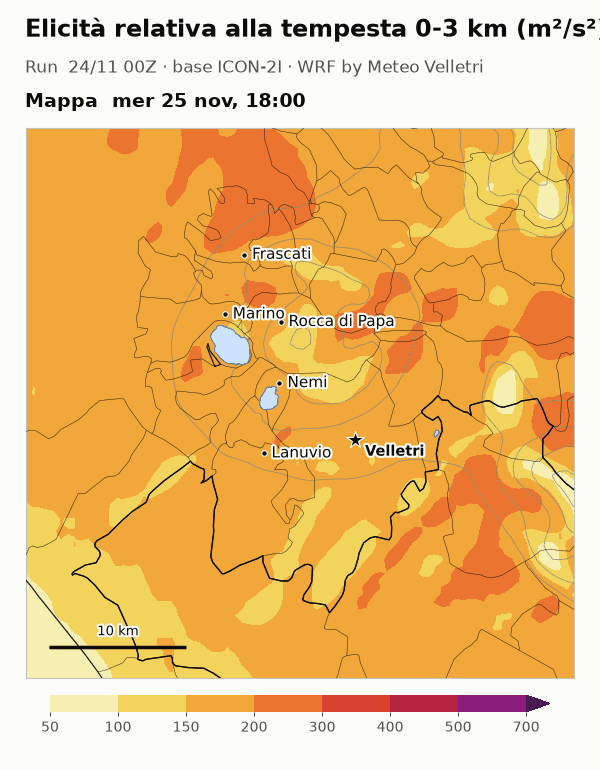 Elicità relativa alla tempesta 0-3 km (m²/s²)
Run 24/11 00Z · base ICON-2I · WRF by Meteo Velletri
Mappa mer 25 nov, 18:00
Frascati
Marino
Rocca di Papa
Nemi
Velletri
Lanuvio
10 km
50 100 150 200 300 400 500 700